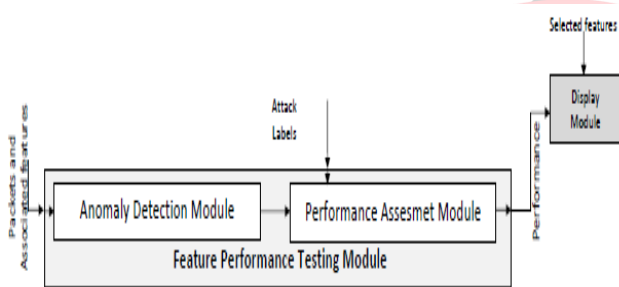 Selected features
Display
Module
Attack
Labels
Packets and
Associated features
Anomaly Detection Module
Performance Assesmet Module
Performance
Feature Performance Testing Module